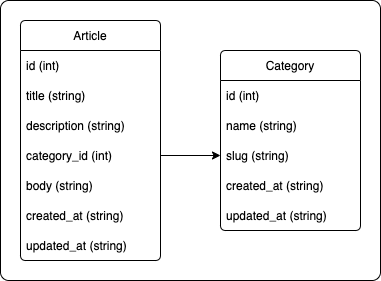 Article
id (int)
title (string)
description (string)
category_id (int)
body (string)
created_at (string)
updated_at (string)
Category
id (int)
name (string)
slug (string)
created_at (string)
updated_at (string)